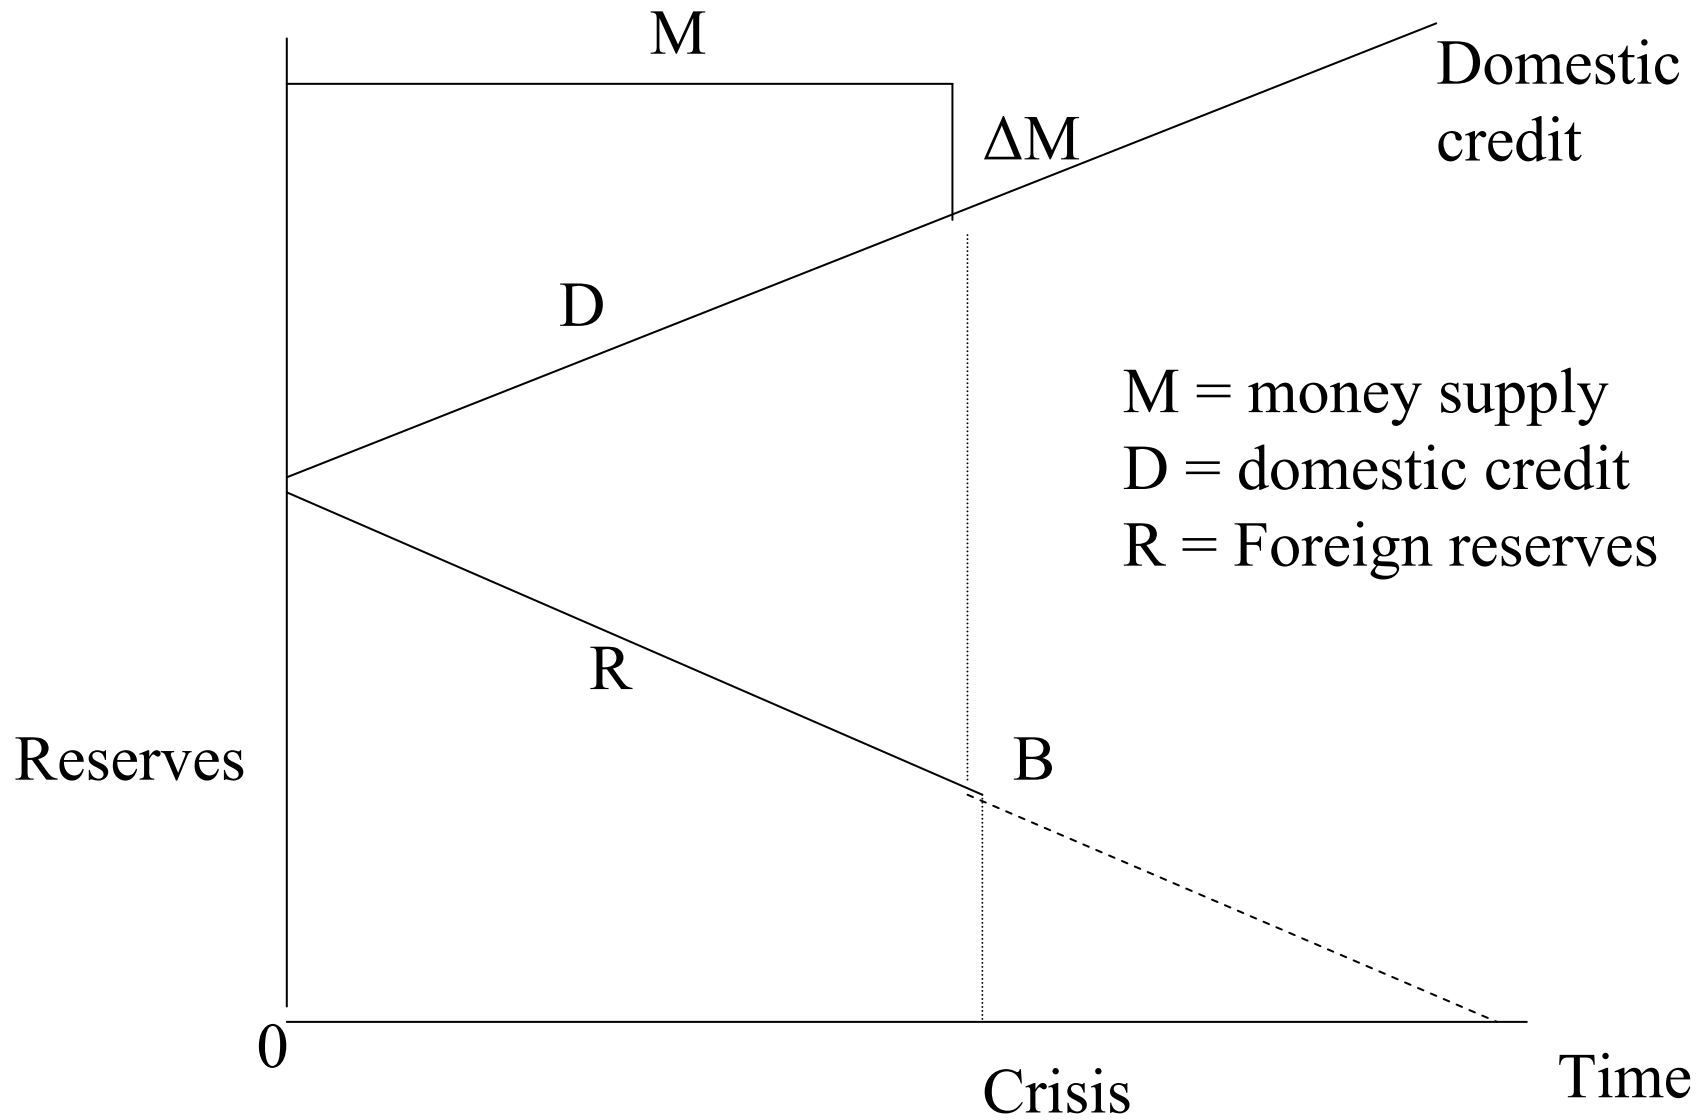 M
Domestic
credit
ΔM
D
M = money supply
D = domestic credit
R = Foreign reserves
R
Reserves
B
0
Crisis
Time